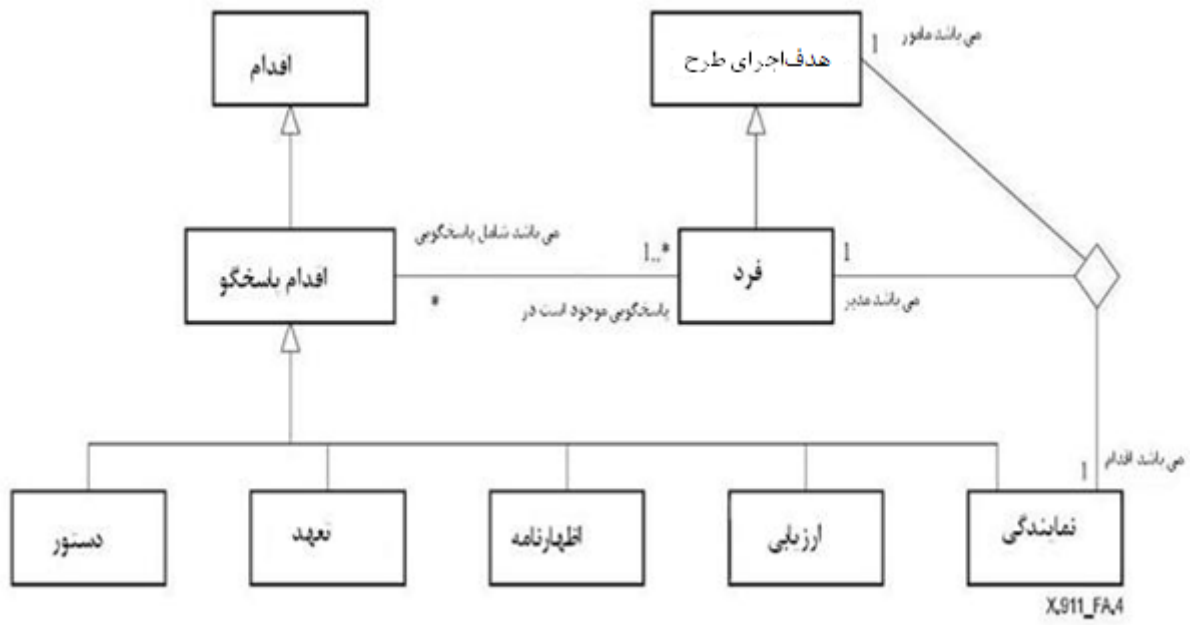 اقدام
هدف‌اجرای طرح
1
می باشد مامور
می باشد شامل پاسخگویی
1..*
فرد
1
اقدام پاسخگو
*
پاسخگویی موجود است در
می باشد مدیر
می باشد اقدام
1
دستور
تعهد
اظهارنامه
ارزیابی
نمایندگی
X.911_FA.4